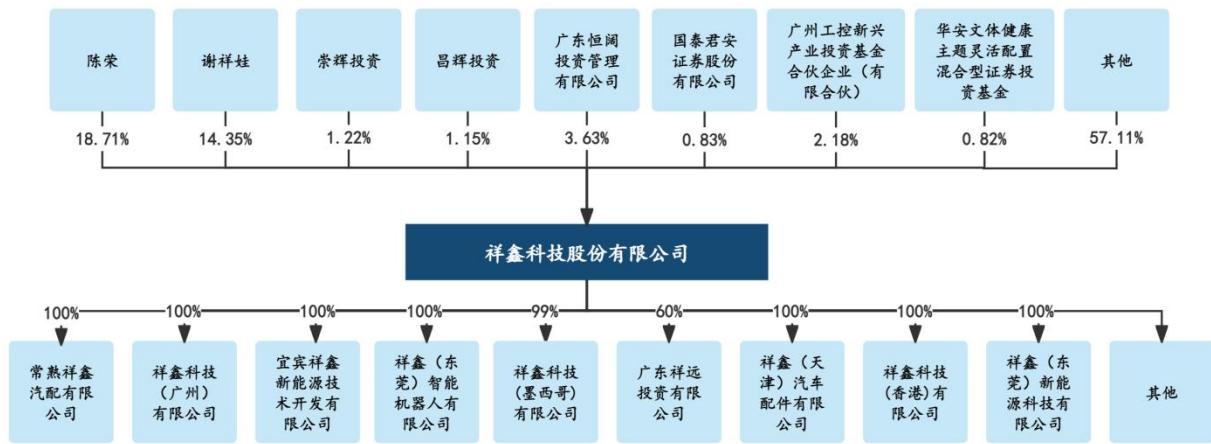 陈荣
谢祥娃
崇辉投资
昌辉投资
广东恒阔
投资管理
有限公司
国泰君安
证券股份
有限公司
广州工控新兴
产业投资基金
合伙企业（有
限合伙）
华安文体健康
主题灵活配置
混合型证券投
资基金
其他
18.71%
14.35%
1.22%
1.15%
3.63%
0.83%
2.18%
0.82%
57.11%
祥鑫科技股份有限公司
100%
100%
100%
100%
99%
60%
100%
100%
100%
常熟祥鑫
汽配有限
公司
祥鑫科技
（广州）
有限公司
宜宾祥鑫
新能源技
术开发有
限公司
祥鑫（东
莞）智能
机器人有
限公司
祥鑫科技
(墨西哥)
有限公司
广东祥远
投资有限
公司
祥鑫（天
津）汽车
配件有限
公司
祥鑫科技
(香港)有
限公司
祥鑫（东
莞）新能
源科技有
限公司
其他